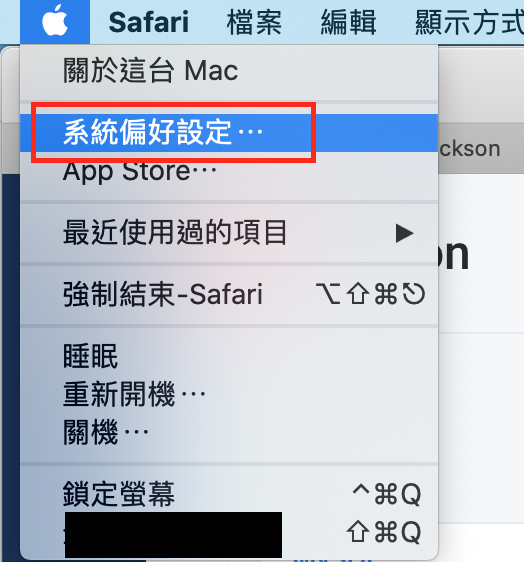 Safari 檔案 編輯 顯示方式
關於這台 Mac
系統偏好設定⋯
ckson
App Store⋯
最近使用過的項目 ▶
on
強制結束-Safari ⌥⇧⌘⎋
睡眠
重新開機⋯
關機⋯
鎖定螢幕 ^⌘Q
⇧⌘Q